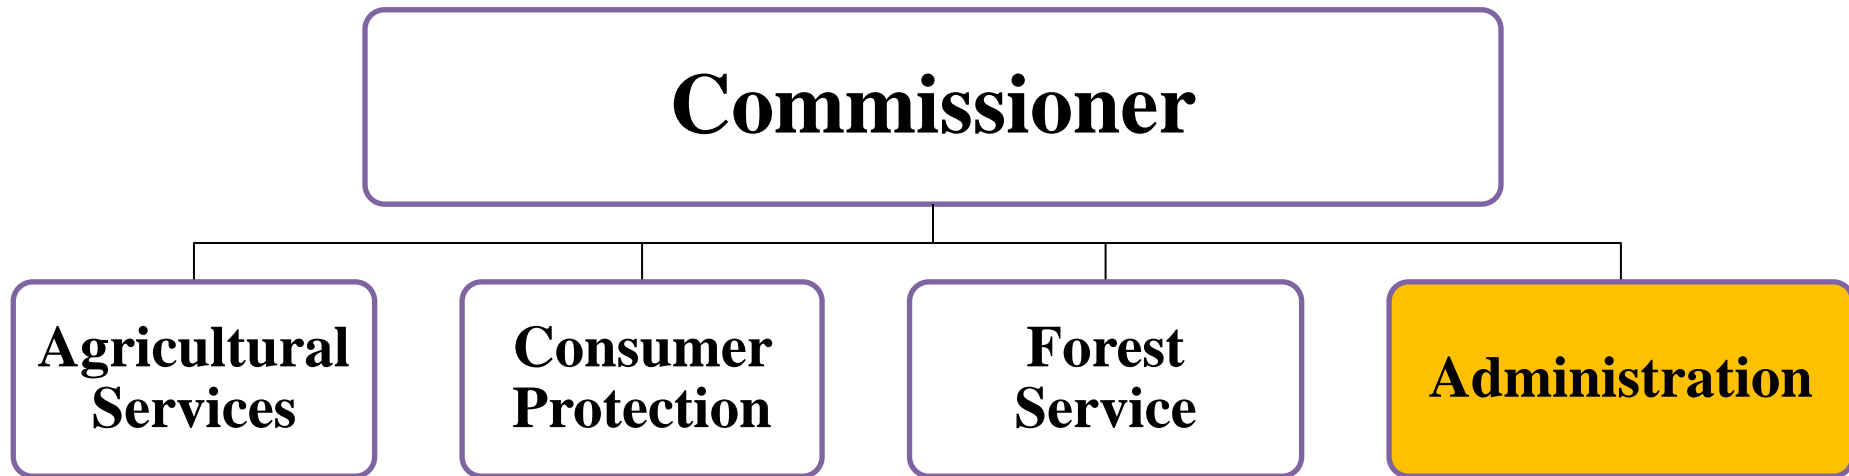 Commissioner
Agricultural
Services
Consumer
Protection
Forest
Service
Administration